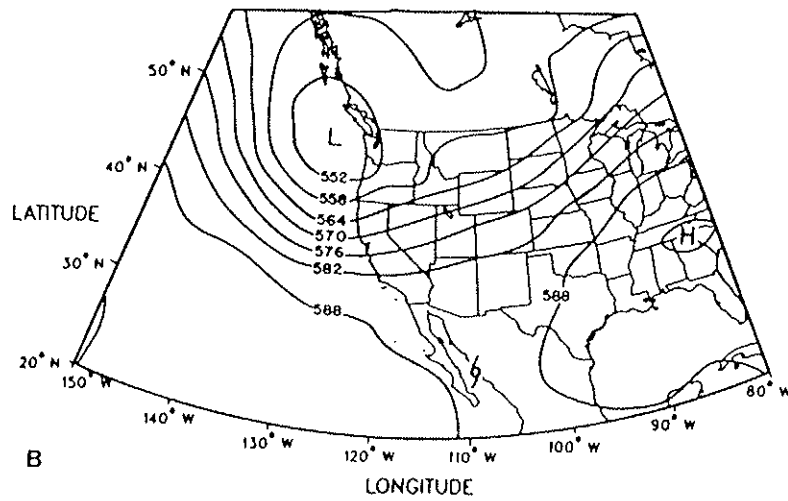 50° N
40° N
LATITUDE
30° N
20° N
L
552
558
564
570
576
582
588
588
H
150° W
140° W
130° W
120° W
110° W
100° W
90° W
80° W
B
LONGITUDE